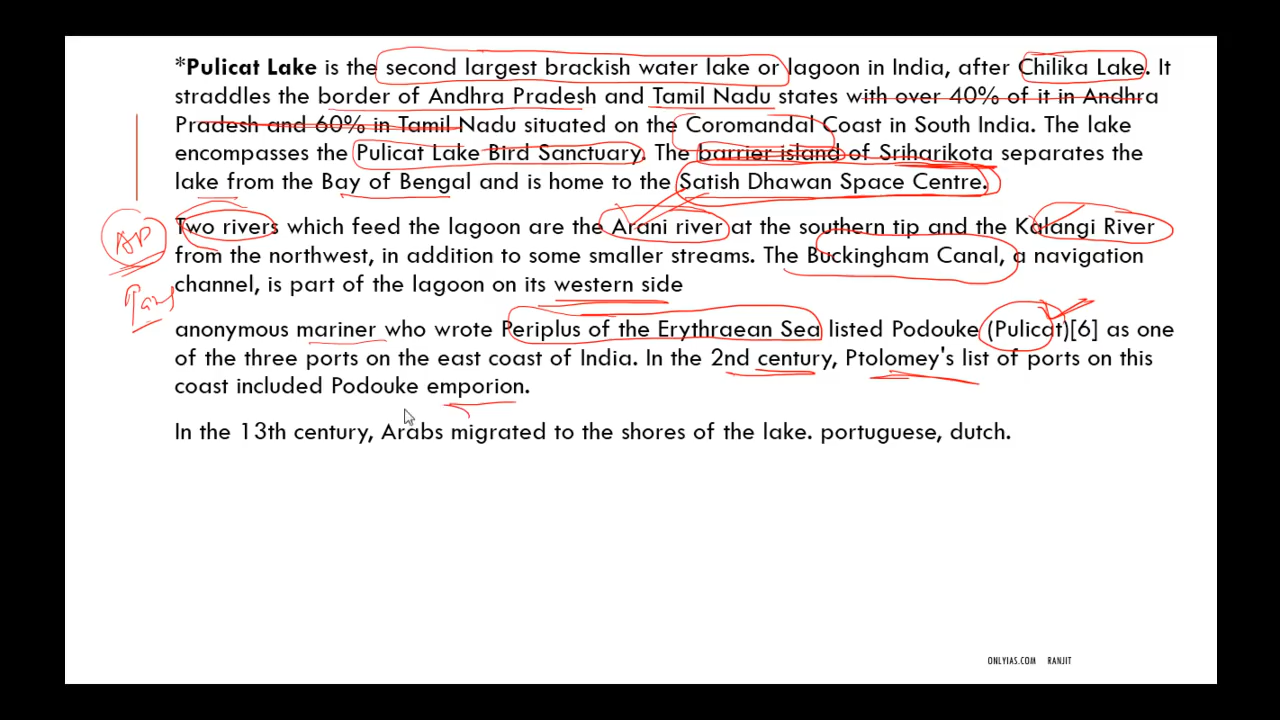 *Pulicat Lake is the second largest brackish water lake or lagoon in India, after Chilika Lake. It
straddles the border of Andhra Pradesh and Tamil Nadu states with over 40% of it in Andhra
Pradesh and 60% in Tamil Nadu situated on the Coromandal Coast in South India. The lake
encompasses the Pulicat Lake Bird Sanctuary. The barrier island of Sriharikota separates the
lake from the Bay of Bengal and is home to the Satish Dhawan Space Centre.
AP
Two rivers which feed the lagoon are the Arani river at the southern tip and the Kalangi River
from the northwest, in addition to some smaller streams. The Buckingham Canal, a navigation
channel, is part of the lagoon on its western side
anonymous mariner who wrote Periplus of the Erythraean Sea listed Podouke (Pulicat)[6] as one
of the three ports on the east coast of India. In the 2nd century, Ptolomey's list of ports on this
coast included Podouke emporion.
In the 13th century, Arabs migrated to the shores of the lake. portuguese, dutch.
ONLYIAS.COM RANJIT